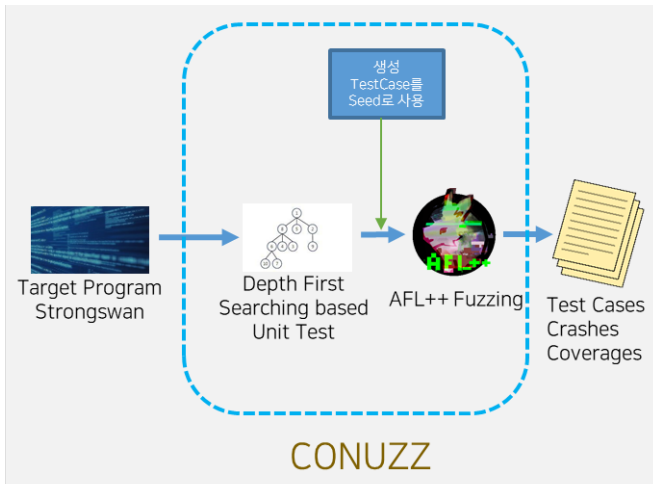 생성
TestCase를
Seed로 사용
Target Program
Strongswan
Depth First
Searching based
Unit Test
AFL++
AFL++ Fuzzing
Test Cases
Crashes
Coverages
CONUZZ